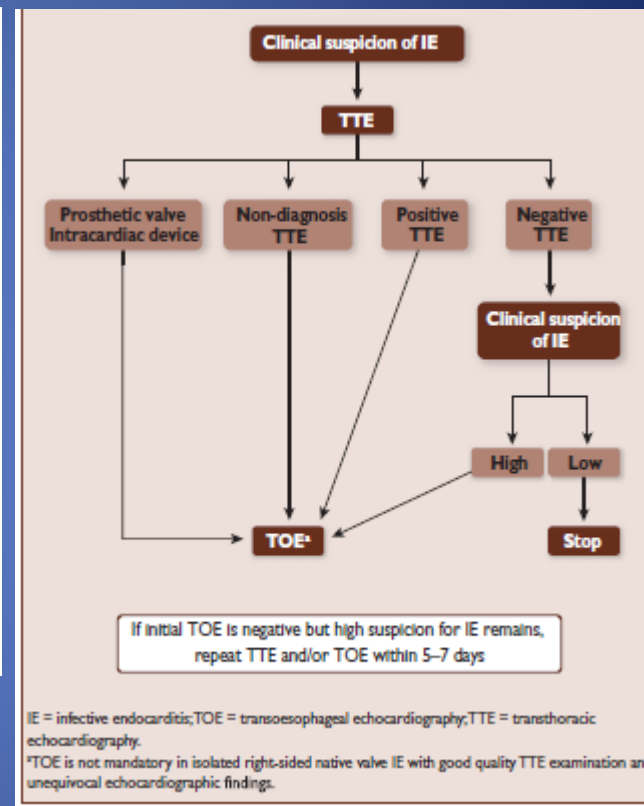 Clinical suspicion of IE
TTE
Prosthetic valve
Intracardiac device
Non-diagnosis
TTE
Positive
TTE
Negative
TTE
Clinical suspicion
of IE
High
Low
TOEª
Stop
If initial TOE is negative but high suspicion for IE remains,
repeat TTE and/or TOE within 5–7 days
IE = infective endocarditis; TOE = transoesophageal echocardiography; TTE = transthoracic
echocardiography.
ªTOE is not mandatory in isolated right-sided native valve IE with good quality TTE examination an
unequivocal echocardiographic findings.